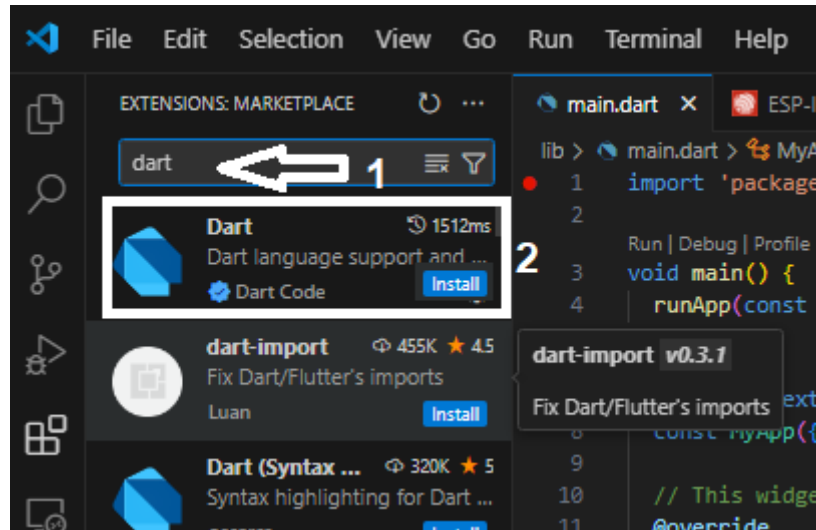 File Edit Selection View Go Run Terminal Help
EXTENSIONS: MARKETPLACE
dart
1
Dart 1512ms
Dart language support and ...
Dart Code Install
2
dart-import 455K ★ 4.5
Fix Dart/Flutter's imports
Luan Install
Dart (Syntax ... 320K ★ 5
Syntax highlighting for Dart ...
main.dart × ESP-I
lib > main.dart > MyA
1 import 'package
2
Run | Debug | Profile
3 void main() {
4 runApp(const
dart-import v0.3.1
Fix Dart/Flutter's imports
const MyApp({
9
10 // This widge
11 @override